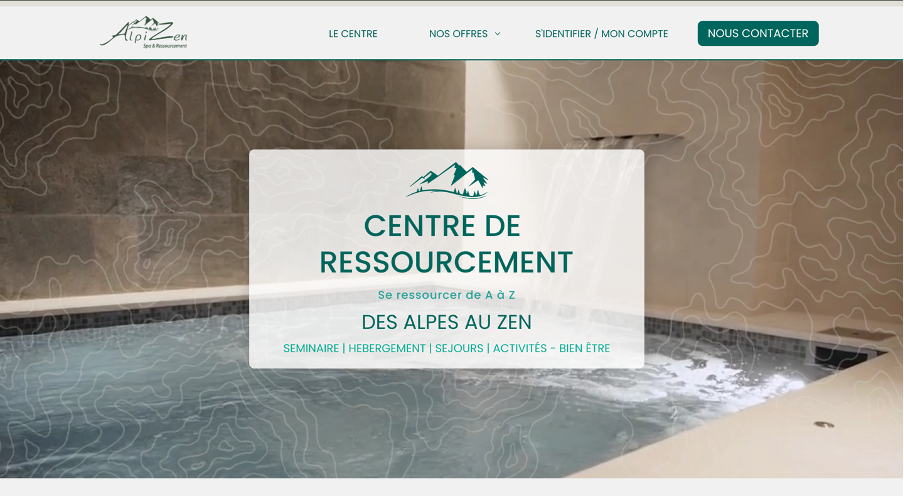 AlpiZen
Spa & Ressourcement
LE CENTRE
NOS OFFRES
S'IDENTIFIER / MON COMPTE
NOUS CONTACTER
CENTRE DE
RESSOURCEMENT
Se ressourcer de A à Z
DES ALPES AU ZEN
SEMINAIRE | HEBERGEMENT | SEJOURS | ACTIVITÉS - BIEN ÊTRE